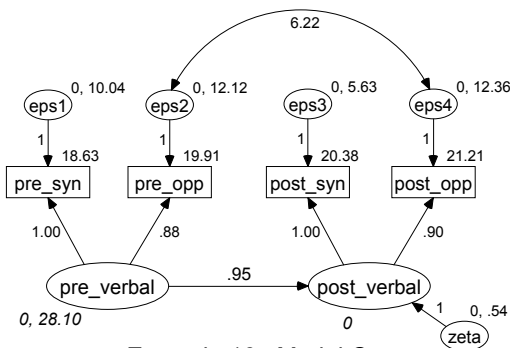 6.22
0, 10.04
0, 12.12
0, 5.63
0, 12.36
eps1
eps2
eps3
eps4
1
1
1
1
18.63
19.91
20.38
21.21
pre_syn
pre_opp
post_syn
post_opp
1.00
.88
1.00
.90
.95
pre_verbal
post_verbal
0, 28.10
0
1
0, .54
zeta